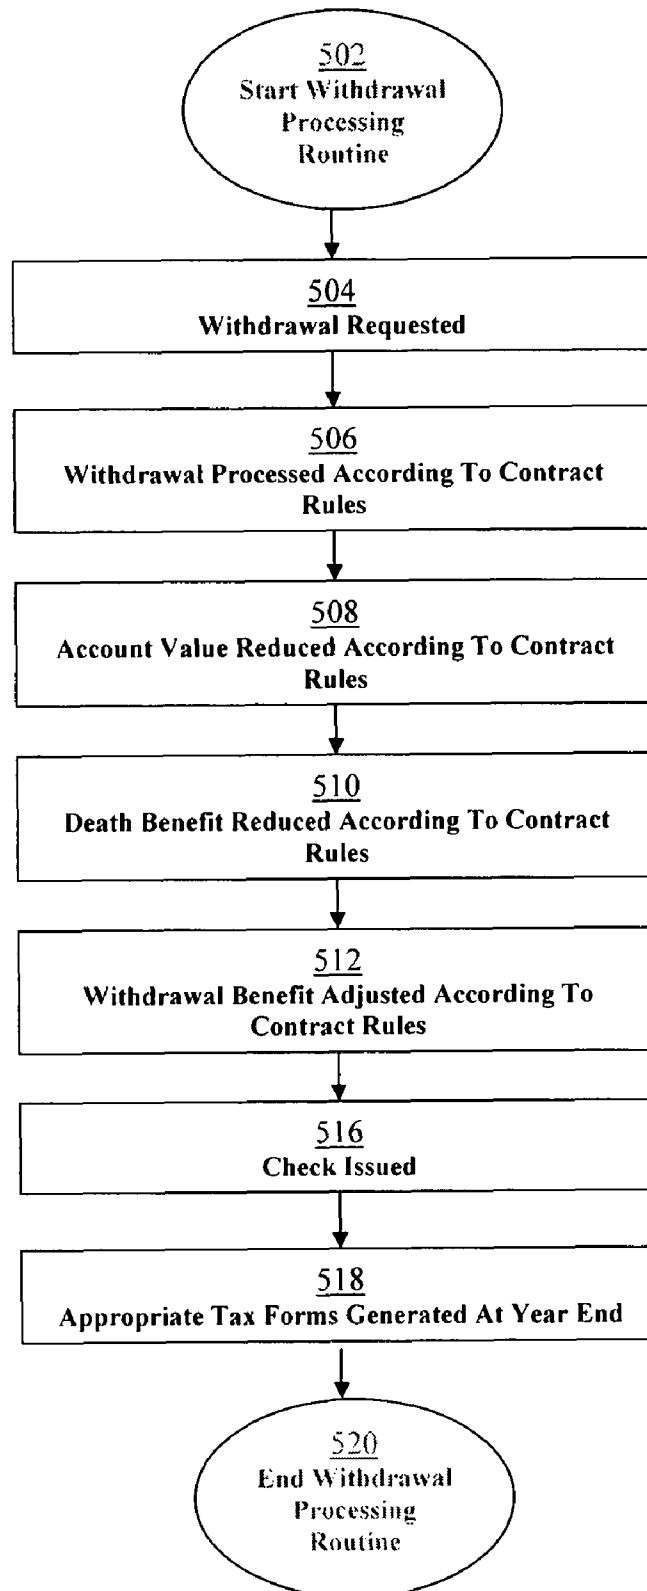 502
Start Withdrawal
Processing
Routine
504
Withdrawal Requested
506
Withdrawal Processed According To Contract
Rules
508
Account Value Reduced According To Contract
Rules
510
Death Benefit Reduced According To Contract
Rules
512
Withdrawal Benefit Adjusted According To
Contract Rules
516
Check Issued
518
Appropriate Tax Forms Generated At Year End
520
End Withdrawal
Processing
Routine